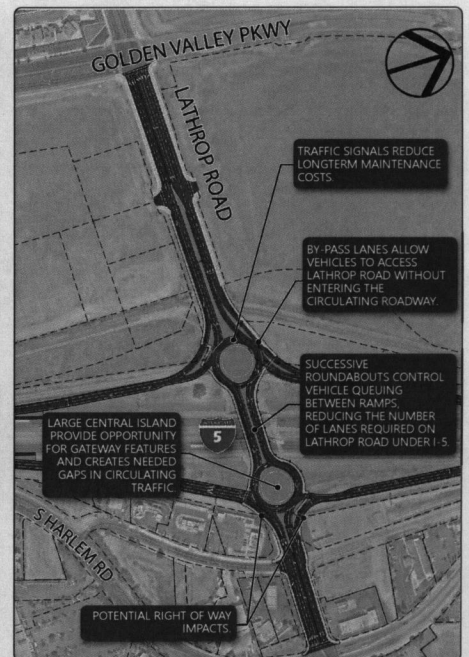 GOLDEN VALLEY PKWY
LATHROP ROAD
TRAFFIC SIGNALS REDUCE
LONGTERM MAINTENANCE
COSTS.
BY-PASS LANES ALLOW
VEHICLES TO ACCESS
LATHROP ROAD WITHOUT
ENTERING THE
CIRCULATING ROADWAY.
SUCCESSIVE
ROUNDABOUTS CONTROL
VEHICLE QUEUING
BETWEEN RAMPS,
REDUCING THE NUMBER
OF LANES REQUIRED ON
LATHROP ROAD UNDER I-5.
5
LARGE CENTRAL ISLAND
PROVIDE OPPORTUNITY
FOR GATEWAY FEATURES
AND CREATES NEEDED
GAPS IN CIRCULATING
TRAFFIC.
S HARLEM RD
POTENTIAL RIGHT OF WAY
IMPACTS.